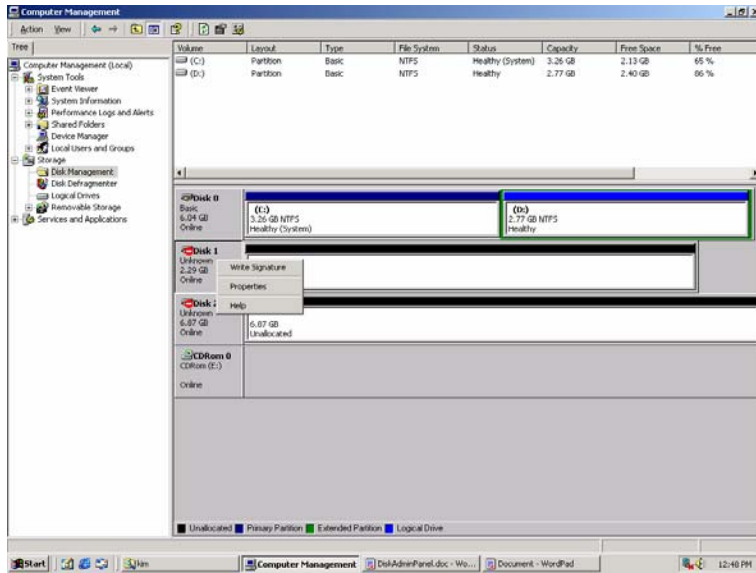 Computer Management
Action View
Tree
Computer Management (Local)
System Tools
Event Viewer
System Information
Performance Logs and Alerts
Shared Folders
Device Manager
Local Users and Groups
Storage
Disk Management
Disk Defragmenter
Logical Drives
Removable Storage
Services and Applications
Volume Layout Type File System Status Capacity Free Space % Free
(C:) Partition Basic NTFS Healthy (System) 3.26 GB 2.13 GB 65 %
(D:) Partition Basic NTFS Healthy 2.77 GB 2.40 GB 86 %
Disk 0
Basic
6.04 GB
Online
(C:)
3.26 GB NTFS
Healthy (System)
(D:)
2.77 GB NTFS
Healthy
Disk 1
Unknown
2.29 GB
Online
Write Signature
Properties
Help
Disk
Unknown
6.87 GB
Online
6.87 GB
Unallocated
CDRom 0
CDRom (E:)
Online
Unallocated Primary Partition Extended Partition Logical Drive
Start kim Computer Management DiskAdminPanel.doc - Wo... Document - WordPad 12:48 PM